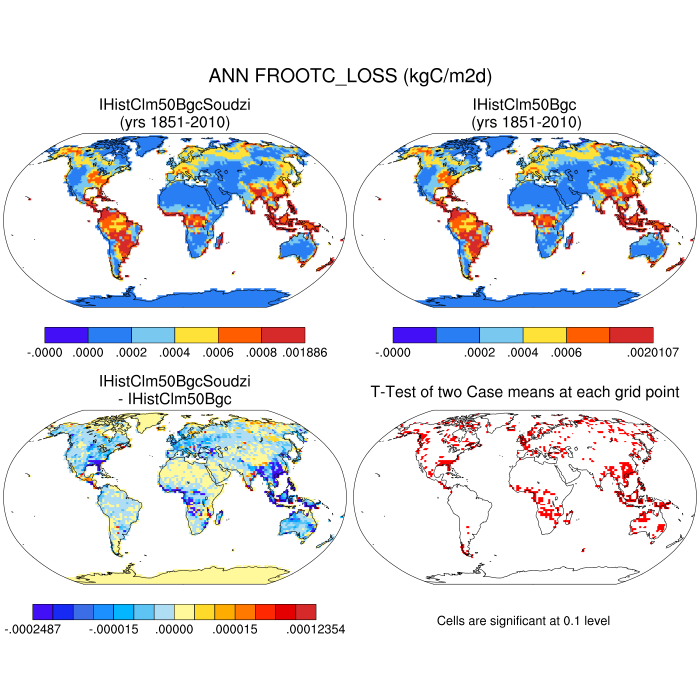 ANN FROOTC_LOSS (kgC/m2d)
IHistClm50BgcSoudzi
(yrs 1851-2010)
IHistClm50Bgc
(yrs 1851-2010)
-.0000 .0000 .0002 .0004 .0006 .0008 .001886
-.0000 .0002 .0004 .0006 .0020107
IHistClm50BgcSoudzi
- IHistClm50Bgc
T-Test of two Case means at each grid point
-.0002487 -.000015 .00000 .000015 .00012354
Cells are significant at 0.1 level